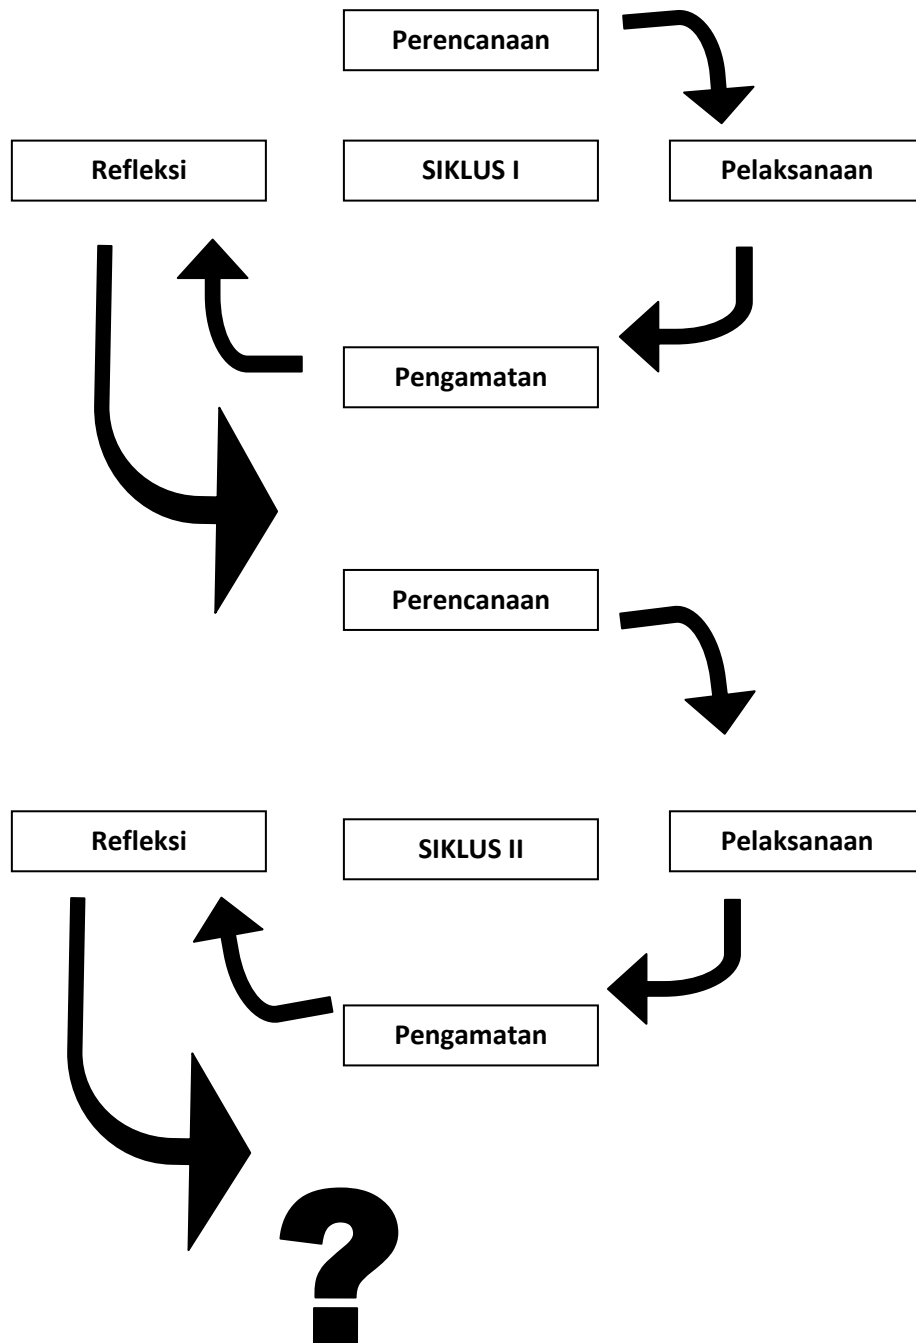 Perencanaan
Refleksi
SIKLUS I
Pelaksanaan
Pengamatan
Perencanaan
Refleksi
SIKLUS II
Pelaksanaan
Pengamatan
?